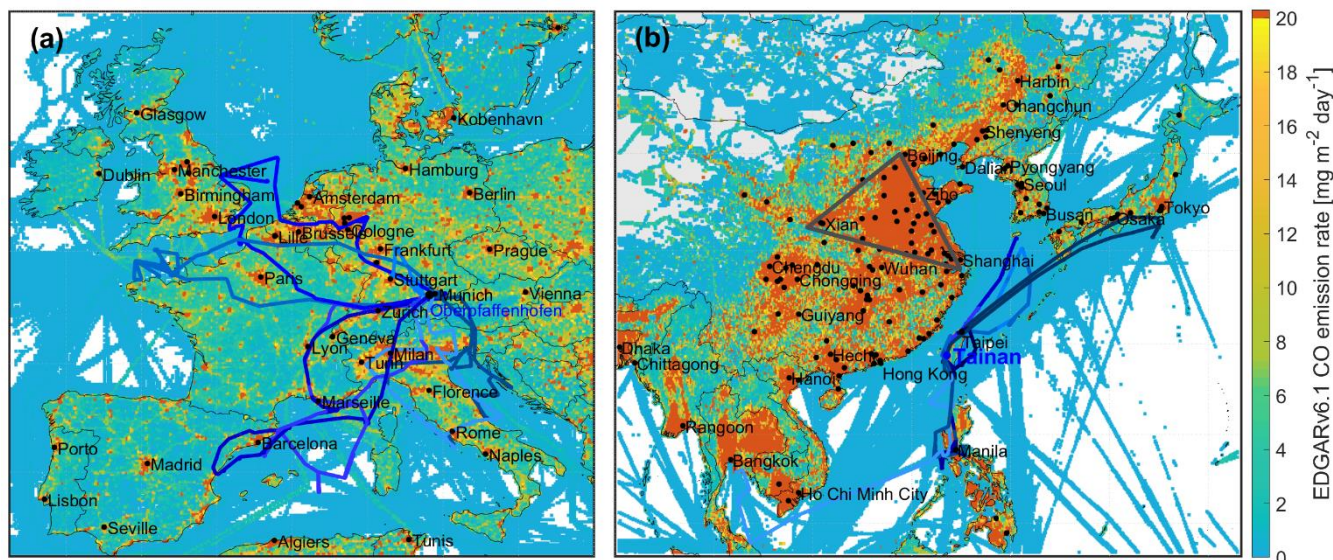 (a)
Glasgow
Kobenhavn
Dublin
Manchester
Hamburg
Birmingham
Amsterdam
Berlin
London
Brussels
Cologne
Lille
Frankfurt
Prague
Paris
Stuttgart
Munich
Vienna
Oberpfaffenhofen
Zurich
Geneva
Lyon
Milan
Turin
Florence
Marseille
Rome
Barcelona
Naples
Porto
Madrid
Lisbon
Seville
Algiers
Tunis
(b)
Harbin
Changchun
Shenyeng
Beijing
Dalian
Pyongyang
Seoul
Zibo
Tokyo
Xian
Busan
Osaka
Shanghai
Chengdu
Wuhan
Chongqing
Guiyang
Taipei
Dhaka
Tainan
Hechi
Chittagong
Hanoi
Hong Kong
Rangoon
Manila
Bangkok
Ho Chi Minh City
20
18
16
14
12
10
8
6
4
2
0
EDGARv6.1 CO emission rate [mg m-2 day-1]